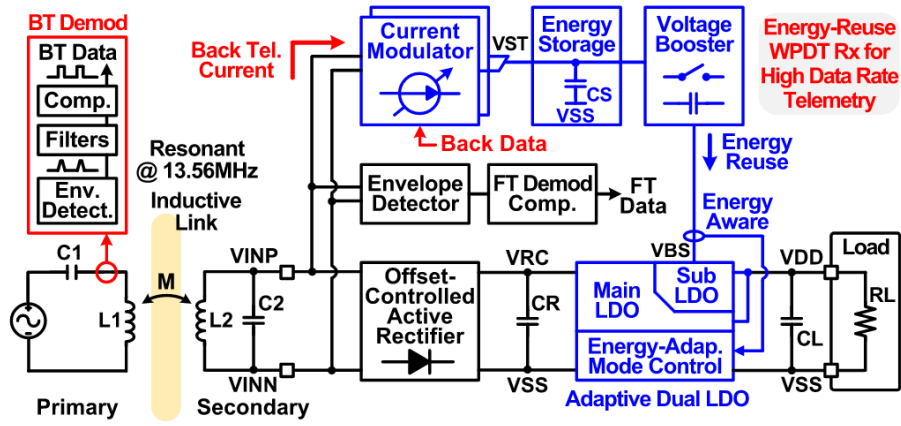 BT Demod
BT Data
Comp.
Filters
Env.
Detect.
Back Tel.
Current
Current
Modulator
VST
Energy
Storage
CS
VSS
Voltage
Booster
Energy-Reuse
WPDT Rx for
High Data Rate
Telemetry
Back Data
Energy
Reuse
Resonant
@ 13.56MHz
Inductive
Link
Envelope
Detector
FT Demod
Comp.
FT
Data
Energy
Aware
C1
M
L1
L2
C2
VINP
VINN
Offset-
Controlled
Active
Rectifier
VRC
CR
VSS
VBS
Main
LDO
Sub
LDO
Energy-Adap.
Mode Control
VDD
CL
VSS
Load
RL
Primary
Secondary
Adaptive Dual LDO